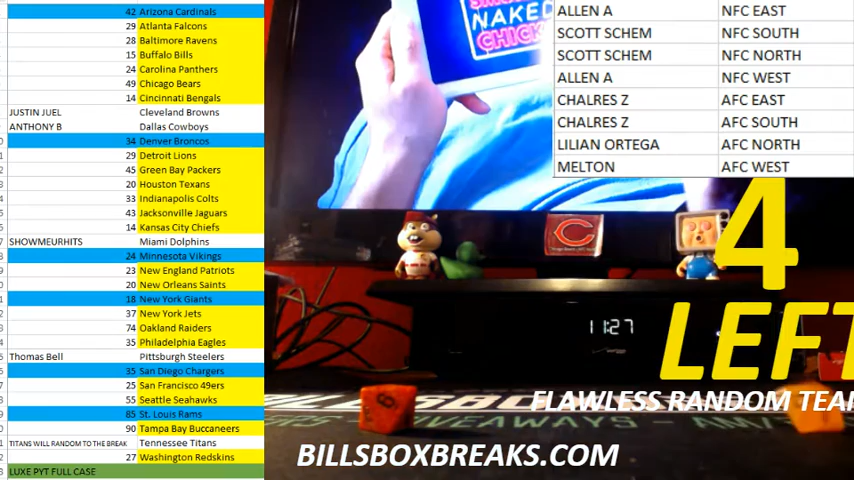 42 Arizona Cardinals
29 Atlanta Falcons
28 Baltimore Ravens
15 Buffalo Bills
24 Carolina Panthers
49 Chicago Bears
14 Cincinnati Bengals
JUSTIN JUEL Cleveland Browns
ANTHONY B Dallas Cowboys
34 Denver Broncos
29 Detroit Lions
45 Green Bay Packers
20 Houston Texans
33 Indianapolis Colts
43 Jacksonville Jaguars
14 Kansas City Chiefs
SHOWMEURHITS Miami Dolphins
24 Minnesota Vikings
23 New England Patriots
20 New Orleans Saints
18 New York Giants
37 New York Jets
74 Oakland Raiders
35 Philadelphia Eagles
Thomas Bell Pittsburgh Steelers
35 San Diego Chargers
25 San Francisco 49ers
55 Seattle Seahawks
85 St. Louis Rams
90 Tampa Bay Buccaneers
TITANS WILL RANDOM TO THE BREAK Tennessee Titans
27 Washington Redskins
LUXE PYT FULL CASE
NAKED
CHICK
ALLEN A NFC EAST
SCOTT SCHEM NFC SOUTH
SCOTT SCHEM NFC NORTH
ALLEN A NFC WEST
CHALRES Z AFC EAST
CHALRES Z AFC SOUTH
LILIAN ORTEGA AFC NORTH
MELTON AFC WEST
4
LEFT
11:27
FLAWLESS RANDOM TEA
BILLSBOXBREAKS.COM